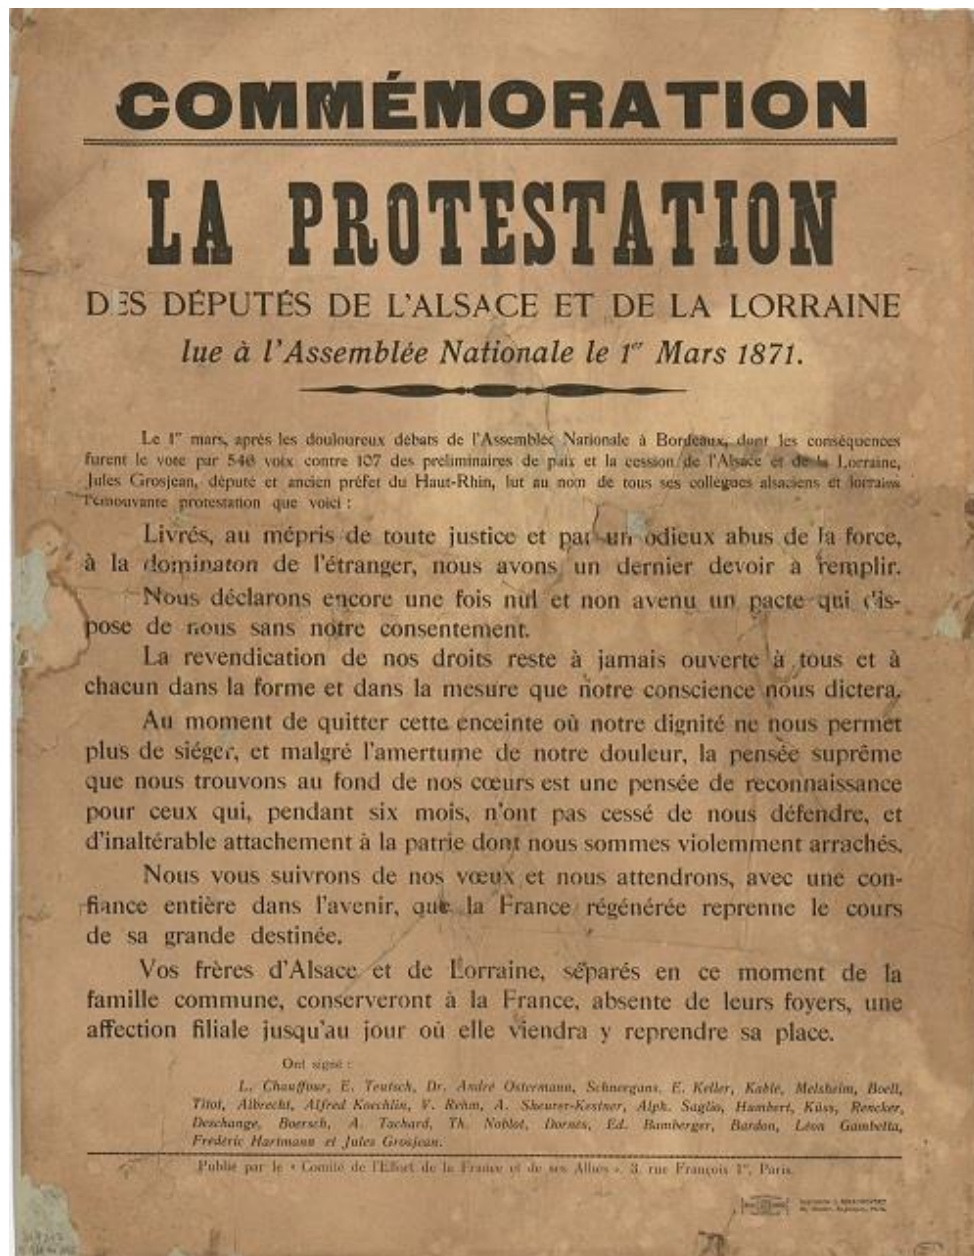 COMMÉMORATION
LA PROTESTATION
DES DÉPUTÉS DE L'ALSACE ET DE LA LORRAINE
lue à l'Assemblée Nationale le 1er Mars 1871.
Le 1er mars, après les douloureux débats de l'Assemblée Nationale à Bordeaux, dont les conséquences
furent le vote par 546 voix contre 107 des preliminaires de paix et la cession de l'Alsace et de la Lorraine,
Jules Grosjean, député et ancien préfet du Haut-Rhin, lut au nom de tous ses collegues alsaciens et lorrains
l'émouvante protestation que voici :
Livrés, au mépris de toute justice et par un odieux abus de la force,
à la dominaton de l'étranger, nous avons un dernier devoir à remplir.
Nous déclarons encore une fois nul et non avenu un pacte qui dis-
pose de nous sans notre consentement.
La revendication de nos droits reste à jamais ouverte à tous et à
chacun dans la forme et dans la mesure que notre conscience nous dictera.
Au moment de quitter cette enceinte où notre dignité ne nous permet
plus de siéger, et malgré l'amertume de notre douleur, la pensée suprême
que nous trouvons au fond de nos cœurs est une pensée de reconnaissance
pour ceux qui, pendant six mois, n'ont pas cessé de nous défendre, et
d'inaltérable attachement à la patrie dont nous sommes violemment arrachés.
Nous vous suivrons de nos vœux et nous attendrons, avec une con-
fiance entière dans l'avenir, que la France régénérée reprenne le cours
de sa grande destinée.
Vos frères d'Alsace et de Lorraine, séparés en ce moment de la
famille commune, conserveront à la France, absente de leurs foyers, une
affection filiale jusqu'au jour où elle viendra y reprendre sa place.
Ont signé :
L. Chauffour, E. Teutsch, Dr. André Ostermann, Schneegans, E. Keller, Kablé, Melsheim, Boell,
Titot, Albrecht, Alfred Koechlin, V. Rehm, A. Sheurer-Kestner, Alph. Saglio, Humbert, Küss, Rencker,
Deschange, Boersch, A. Tachard, Th. Noblot, Dornès, Ed. Bamberger, Bardon, Léon Gambetta,
Frédéric Hartmann et Jules Grosjean.
Publié par le « Comité de l'Effort de la France et de ses Alliés », 3, rue François 1er, Paris.